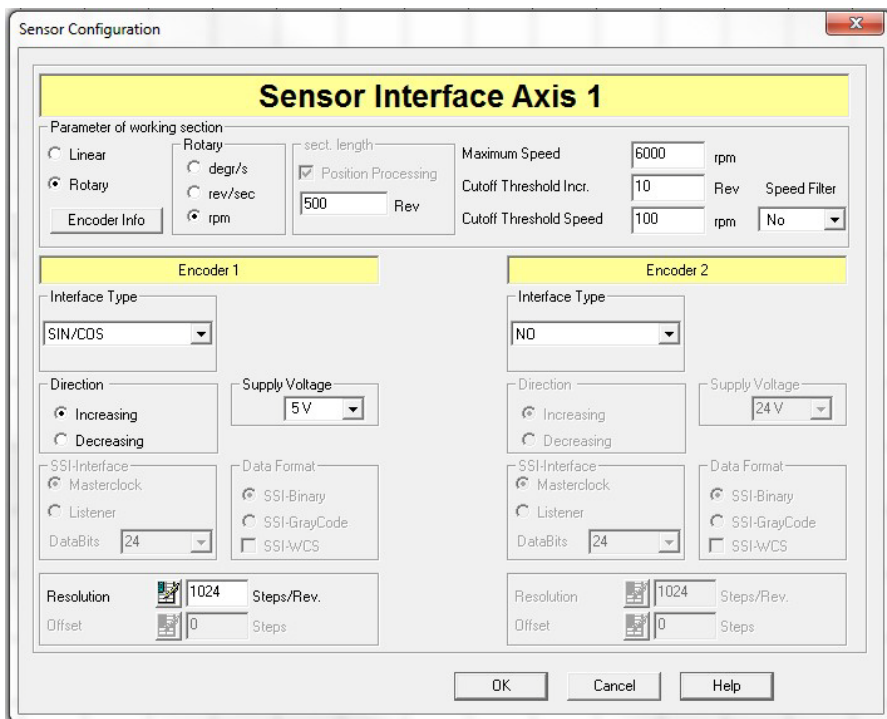 Sensor Configuration
x
Sensor Interface Axis 1
Parameter of working section
Linear
Rotary
Encoder Info
Rotary
degr/s
rev/sec
rpm
sect. length
Position Processing
500 Rev
Maximum Speed 6000 rpm
Cutoff Threshold Incr. 10 Rev
Cutoff Threshold Speed 100 rpm
Speed Filter
No
Encoder 1
Interface Type
SIN/COS
Direction
Increasing
Decreasing
Supply Voltage
5 V
SSI-Interface
Masterclock
Listener
DataBits 24
Data Format
SSI-Binary
SSI-GrayCode
SSI-WCS
Resolution 1024 Steps/Rev.
Offset 0 Steps
Encoder 2
Interface Type
NO
Direction
Increasing
Decreasing
Supply Voltage
24 V
SSI-Interface
Masterclock
Listener
DataBits 24
Data Format
SSI-Binary
SSI-GrayCode
SSI-WCS
Resolution 1024 Steps/Rev.
Offset 0 Steps
OK Cancel Help